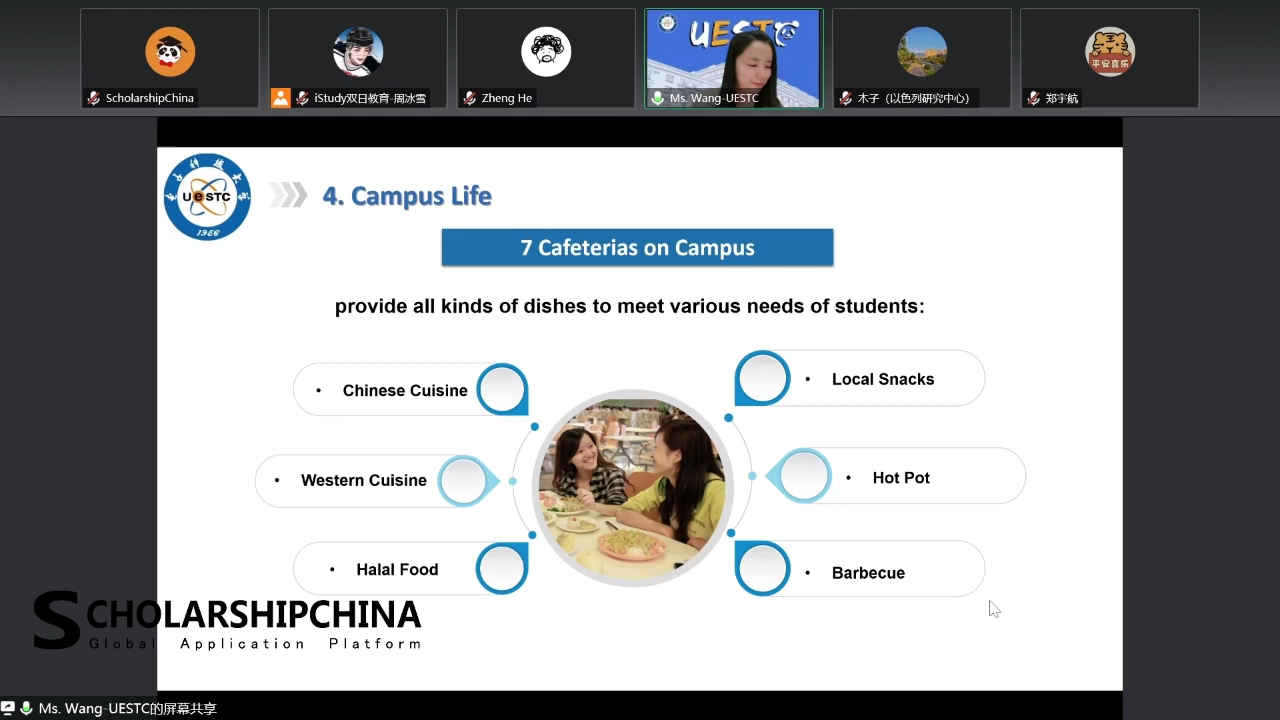 UESTC
ScholarshipChina
iStudy双日教育-周冰雪
Zheng He
Ms. Wang-UESTC
木子（以色列研究中心）
平安喜乐
郑宇航
UeSTC
1956
4. Campus Life
7 Cafeterias on Campus
provide all kinds of dishes to meet various needs of students:
• Chinese Cuisine
• Western Cuisine
• Halal Food
• Local Snacks
• Hot Pot
• Barbecue
SCHOLARSHIPCHINA
Global Application Platform
Ms. Wang-UESTC的屏幕共享